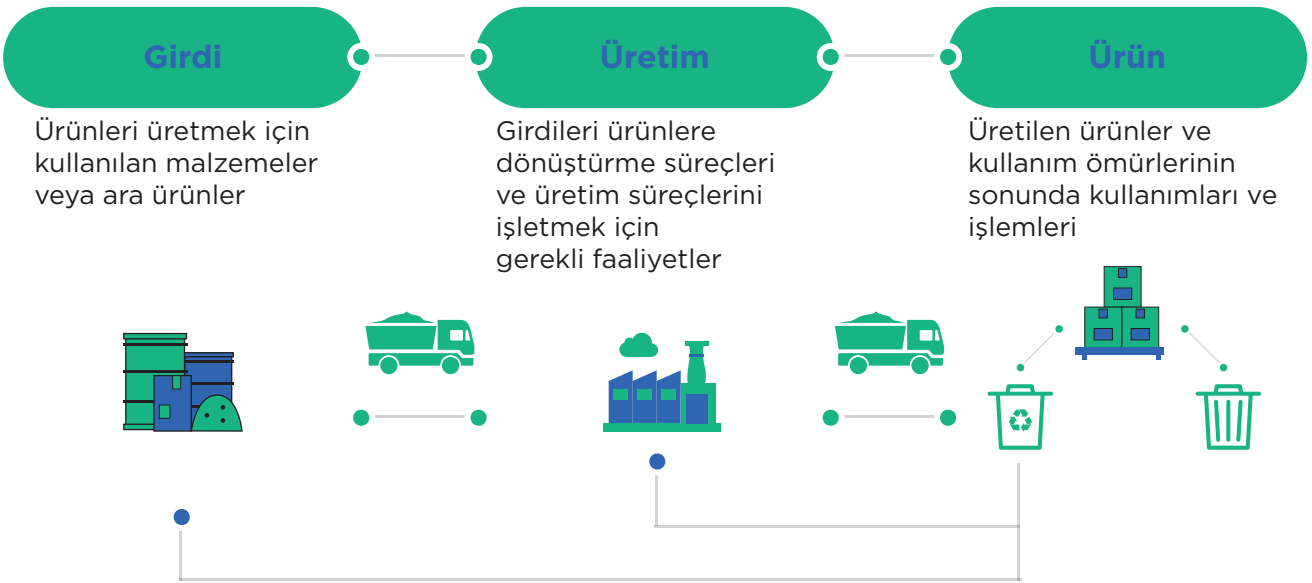 Girdi
Ürünleri üretmek için
kullanılan malzemeler
veya ara ürünler
Üretim
Girdileri ürünlere
dönüştürme süreçleri
ve üretim süreçlerini
işletmek için
gerekli faaliyetler
Ürün
Üretilen ürünler ve
kullanım ömürlerinin
sonunda kullanımları ve
işlemleri